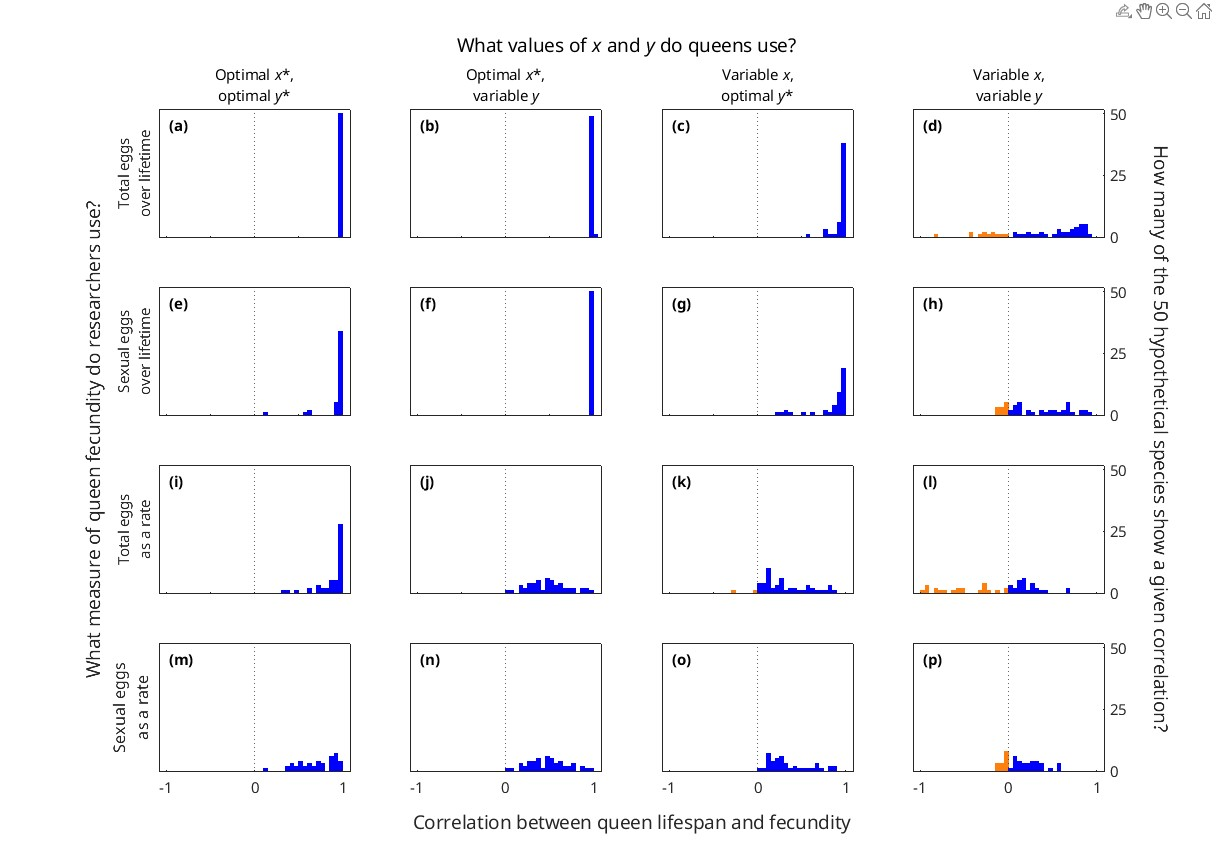 What values of x and y do queens use?
Optimal x*,
optimal y*
Optimal x*,
variable y
Variable x,
optimal y*
Variable x,
variable y
What measure of queen fecundity do researchers use?
How many of the 50 hypothetical species show a given correlation?
Total eggs
over lifetime
(a)
(b)
(c)
(d)
50
25
0
Sexual eggs
over lifetime
(e)
(f)
(g)
(h)
50
25
0
Total eggs
as a rate
(i)
(j)
(k)
(l)
50
25
0
Sexual eggs
as a rate
(m)
(n)
(o)
(p)
50
25
0
-1 0 1
-1 0 1
-1 0 1
-1 0 1
Correlation between queen lifespan and fecundity